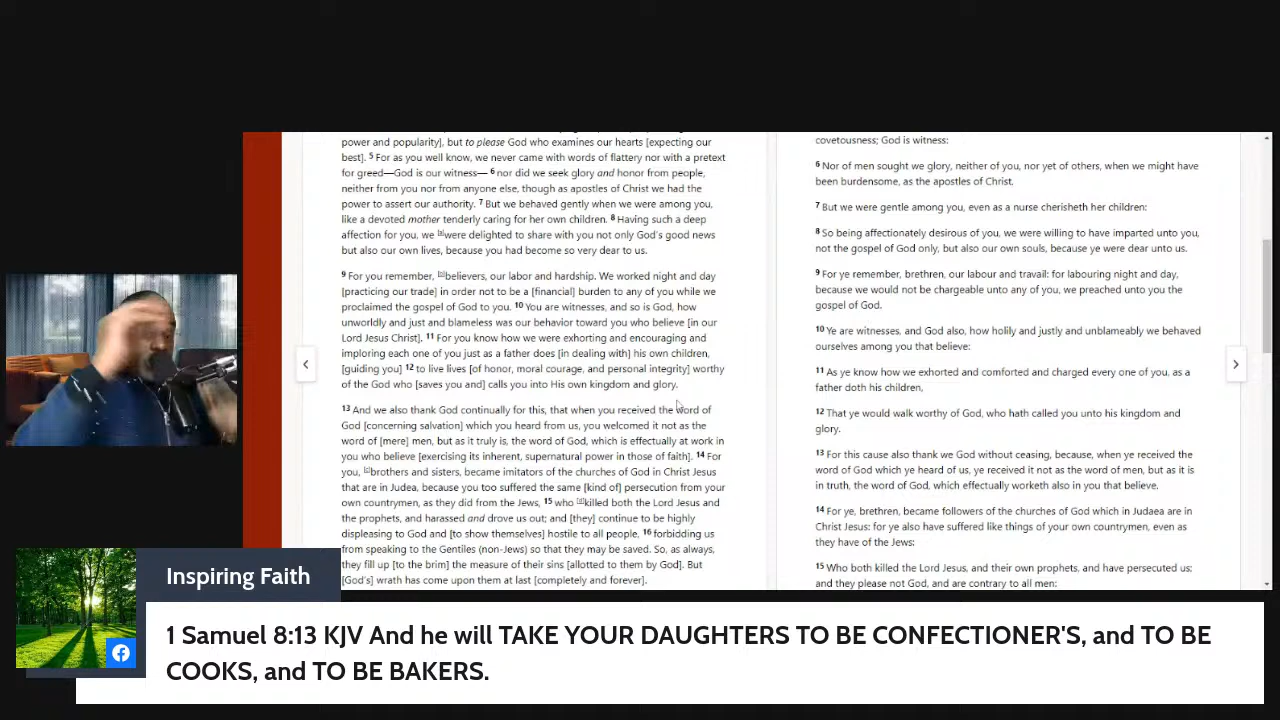 power and popularity], but to please God who examines our hearts [expecting our
best]. 5 For as you well know, we never came with words of flattery nor with a pretext
for greed—God is our witness— 6 nor did we seek glory and honor from people,
neither from you nor from anyone else, though as apostles of Christ we had the
power to assert our authority. 7 But we behaved gently when we were among you,
like a devoted mother tenderly caring for her own children. 8 Having such a deep
affection for you, we [a]were delighted to share with you not only God's good news
but also our own lives, because you had become so very dear to us.
9 For you remember, [b]believers, our labor and hardship. We worked night and day
[practicing our trade] in order not to be a [financial] burden to any of you while we
proclaimed the gospel of God to you. 10 You are witnesses, and so is God, how
unworldly and just and blameless was our behavior toward you who believe [in our
Lord Jesus Christ]. 11 For you know how we were exhorting and encouraging and
imploring each one of you just as a father does [in dealing with] his own children,
[guiding you] 12 to live lives [of honor, moral courage, and personal integrity] worthy
of the God who [saves you and] calls you into His own kingdom and glory.
13 And we also thank God continually for this, that when you received the word of
God [concerning salvation] which you heard from us, you welcomed it not as the
word of [mere] men, but as it truly is, the word of God, which is effectually at work in
you who believe [exercising its inherent, supernatural power in those of faith]. 14 For
you, [c]brothers and sisters, became imitators of the churches of God in Christ Jesus
that are in Judea, because you too suffered the same [kind of] persecution from your
own countrymen, as they did from the Jews, 15 who [d]killed both the Lord Jesus and
the prophets, and harassed and drove us out; and [they] continue to be highly
displeasing to God and [to show themselves] hostile to all people, 16 forbidding us
from speaking to the Gentiles (non-Jews) so that they may be saved. So, as always,
they fill up [to the brim] the measure of their sins [allotted to them by God]. But
[God's] wrath has come upon them at last [completely and forever].
covetousness; God is witness:
6 Nor of men sought we glory, neither of you, nor yet of others, when we might have
been burdensome, as the apostles of Christ.
7 But we were gentle among you, even as a nurse cherisheth her children:
8 So being affectionately desirous of you, we were willing to have imparted unto you,
not the gospel of God only, but also our own souls, because ye were dear unto us.
9 For ye remember, brethren, our labour and travail: for labouring night and day,
because we would not be chargeable unto any of you, we preached unto you the
gospel of God.
10 Ye are witnesses, and God also, how holily and justly and unblameably we behaved
ourselves among you that believe:
11 As ye know how we exhorted and comforted and charged every one of you, as a
father doth his children,
12 That ye would walk worthy of God, who hath called you unto his kingdom and
glory.
13 For this cause also thank we God without ceasing, because, when ye received the
word of God which ye heard of us, ye received it not as the word of men, but as it is
in truth, the word of God, which effectually worketh also in you that believe.
14 For ye, brethren, became followers of the churches of God which in Judaea are in
Christ Jesus: for ye also have suffered like things of your own countrymen, even as
they have of the Jews:
15 Who both killed the Lord Jesus, and their own prophets, and have persecuted us;
and they please not God, and are contrary to all men:
Inspiring Faith
1 Samuel 8:13 KJV And he will TAKE YOUR DAUGHTERS TO BE CONFECTIONER'S, and TO BE
COOKS, and TO BE BAKERS.